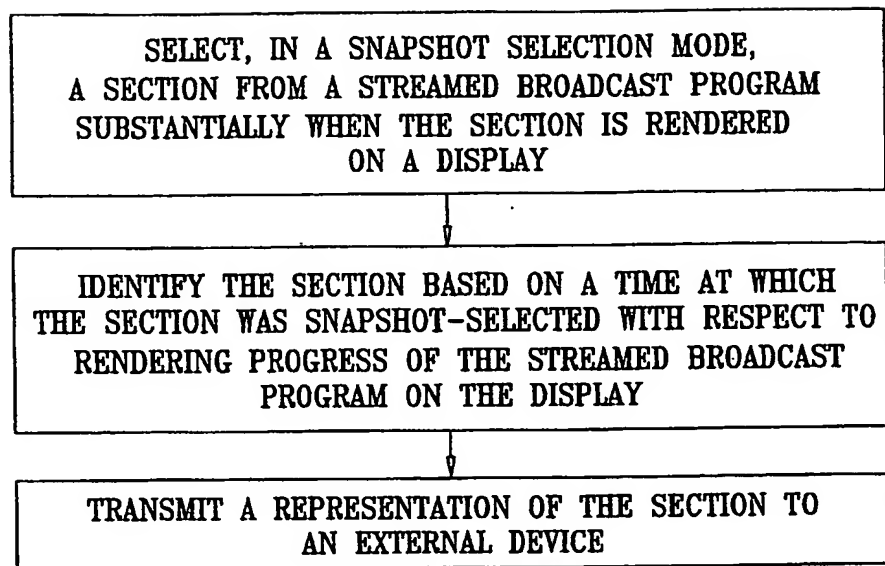 SELECT, IN A SNAPSHOT SELECTION MODE,
A SECTION FROM A STREAMED BROADCAST PROGRAM
SUBSTANTIALLY WHEN THE SECTION IS RENDERED
ON A DISPLAY
IDENTIFY THE SECTION BASED ON A TIME AT WHICH
THE SECTION WAS SNAPSHOT-SELECTED WITH RESPECT TO
RENDERING PROGRESS OF THE STREAMED BROADCAST
PROGRAM ON THE DISPLAY
TRANSMIT A REPRESENTATION OF THE SECTION TO
AN EXTERNAL DEVICE